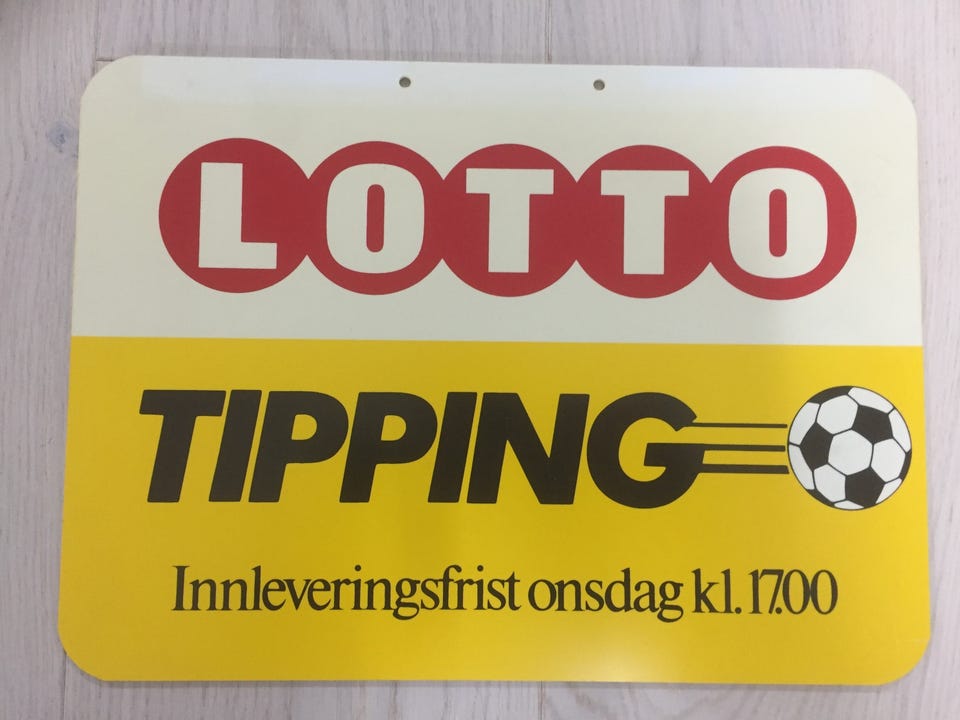 LOTTO
TIPPING
Innleveringsfrist onsdag kl. 17.00